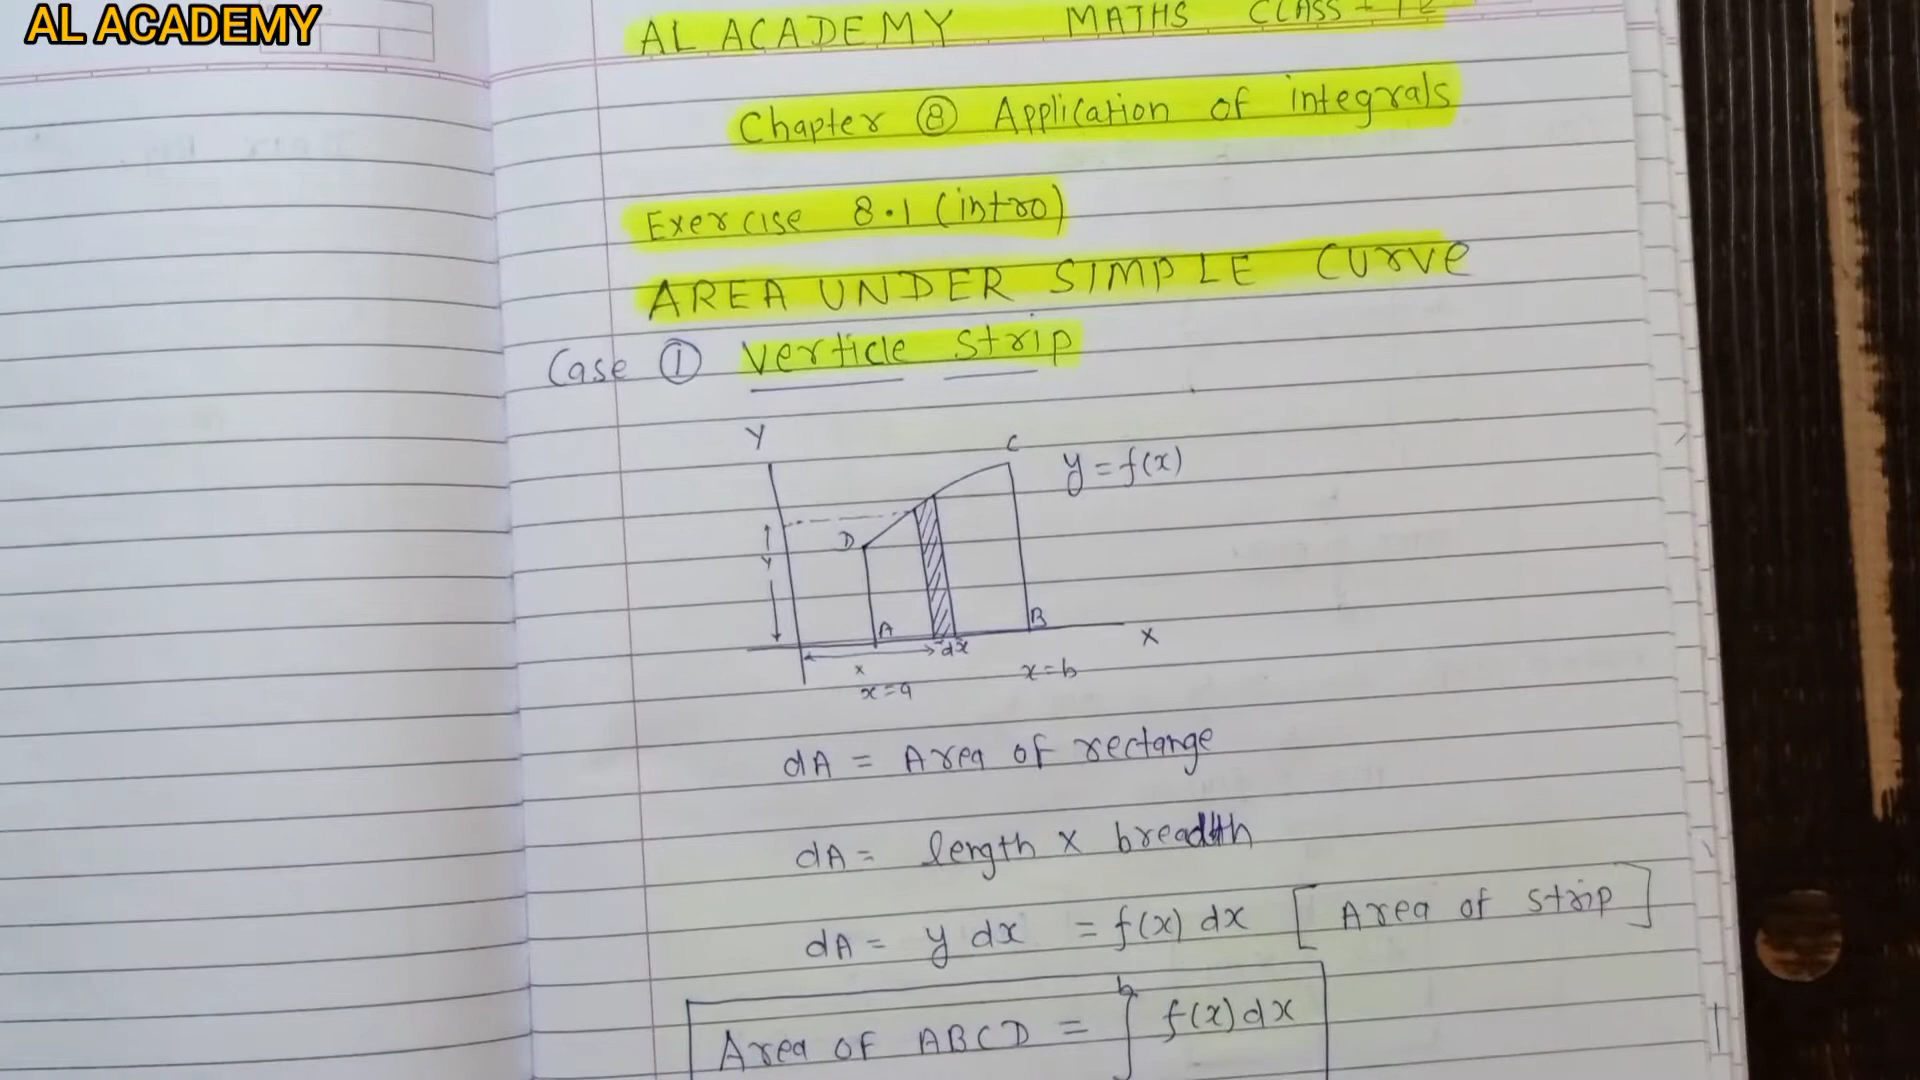 AL ACADEMY
AL ACADEMY MATHS CLASS - 12
Chapter ⑧ Application of integrals
Exercise 8.1 (intro)
AREA UNDER SIMPLE CURVE
Case ① Verticle Strip
Y
C
y = f(x)
D
y
A
B
X
dx
x
x=a
x=b
dA = Area of rectange
dA = length × breadth
dA = y dx = f(x) dx [Area of strip]
Area of ABCD = ∫ b f(x) dx